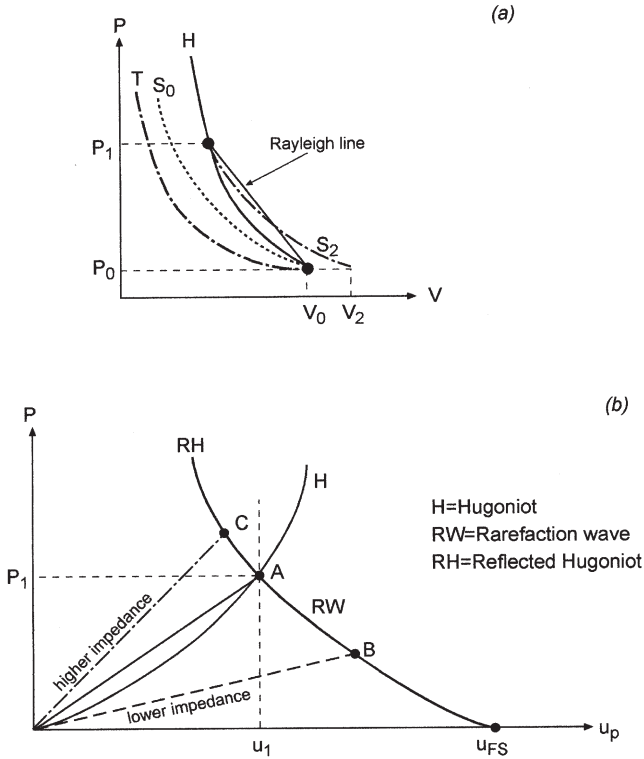 (a)
P
H
T
S0
P1
Rayleigh line
S2
P0
V0
V2
V
(b)
P
RH
H
H=Hugoniot
RW=Rarefaction wave
RH=Reflected Hugoniot
C
P1
A
RW
higher impedance
B
lower impedance
u1
uFS
up